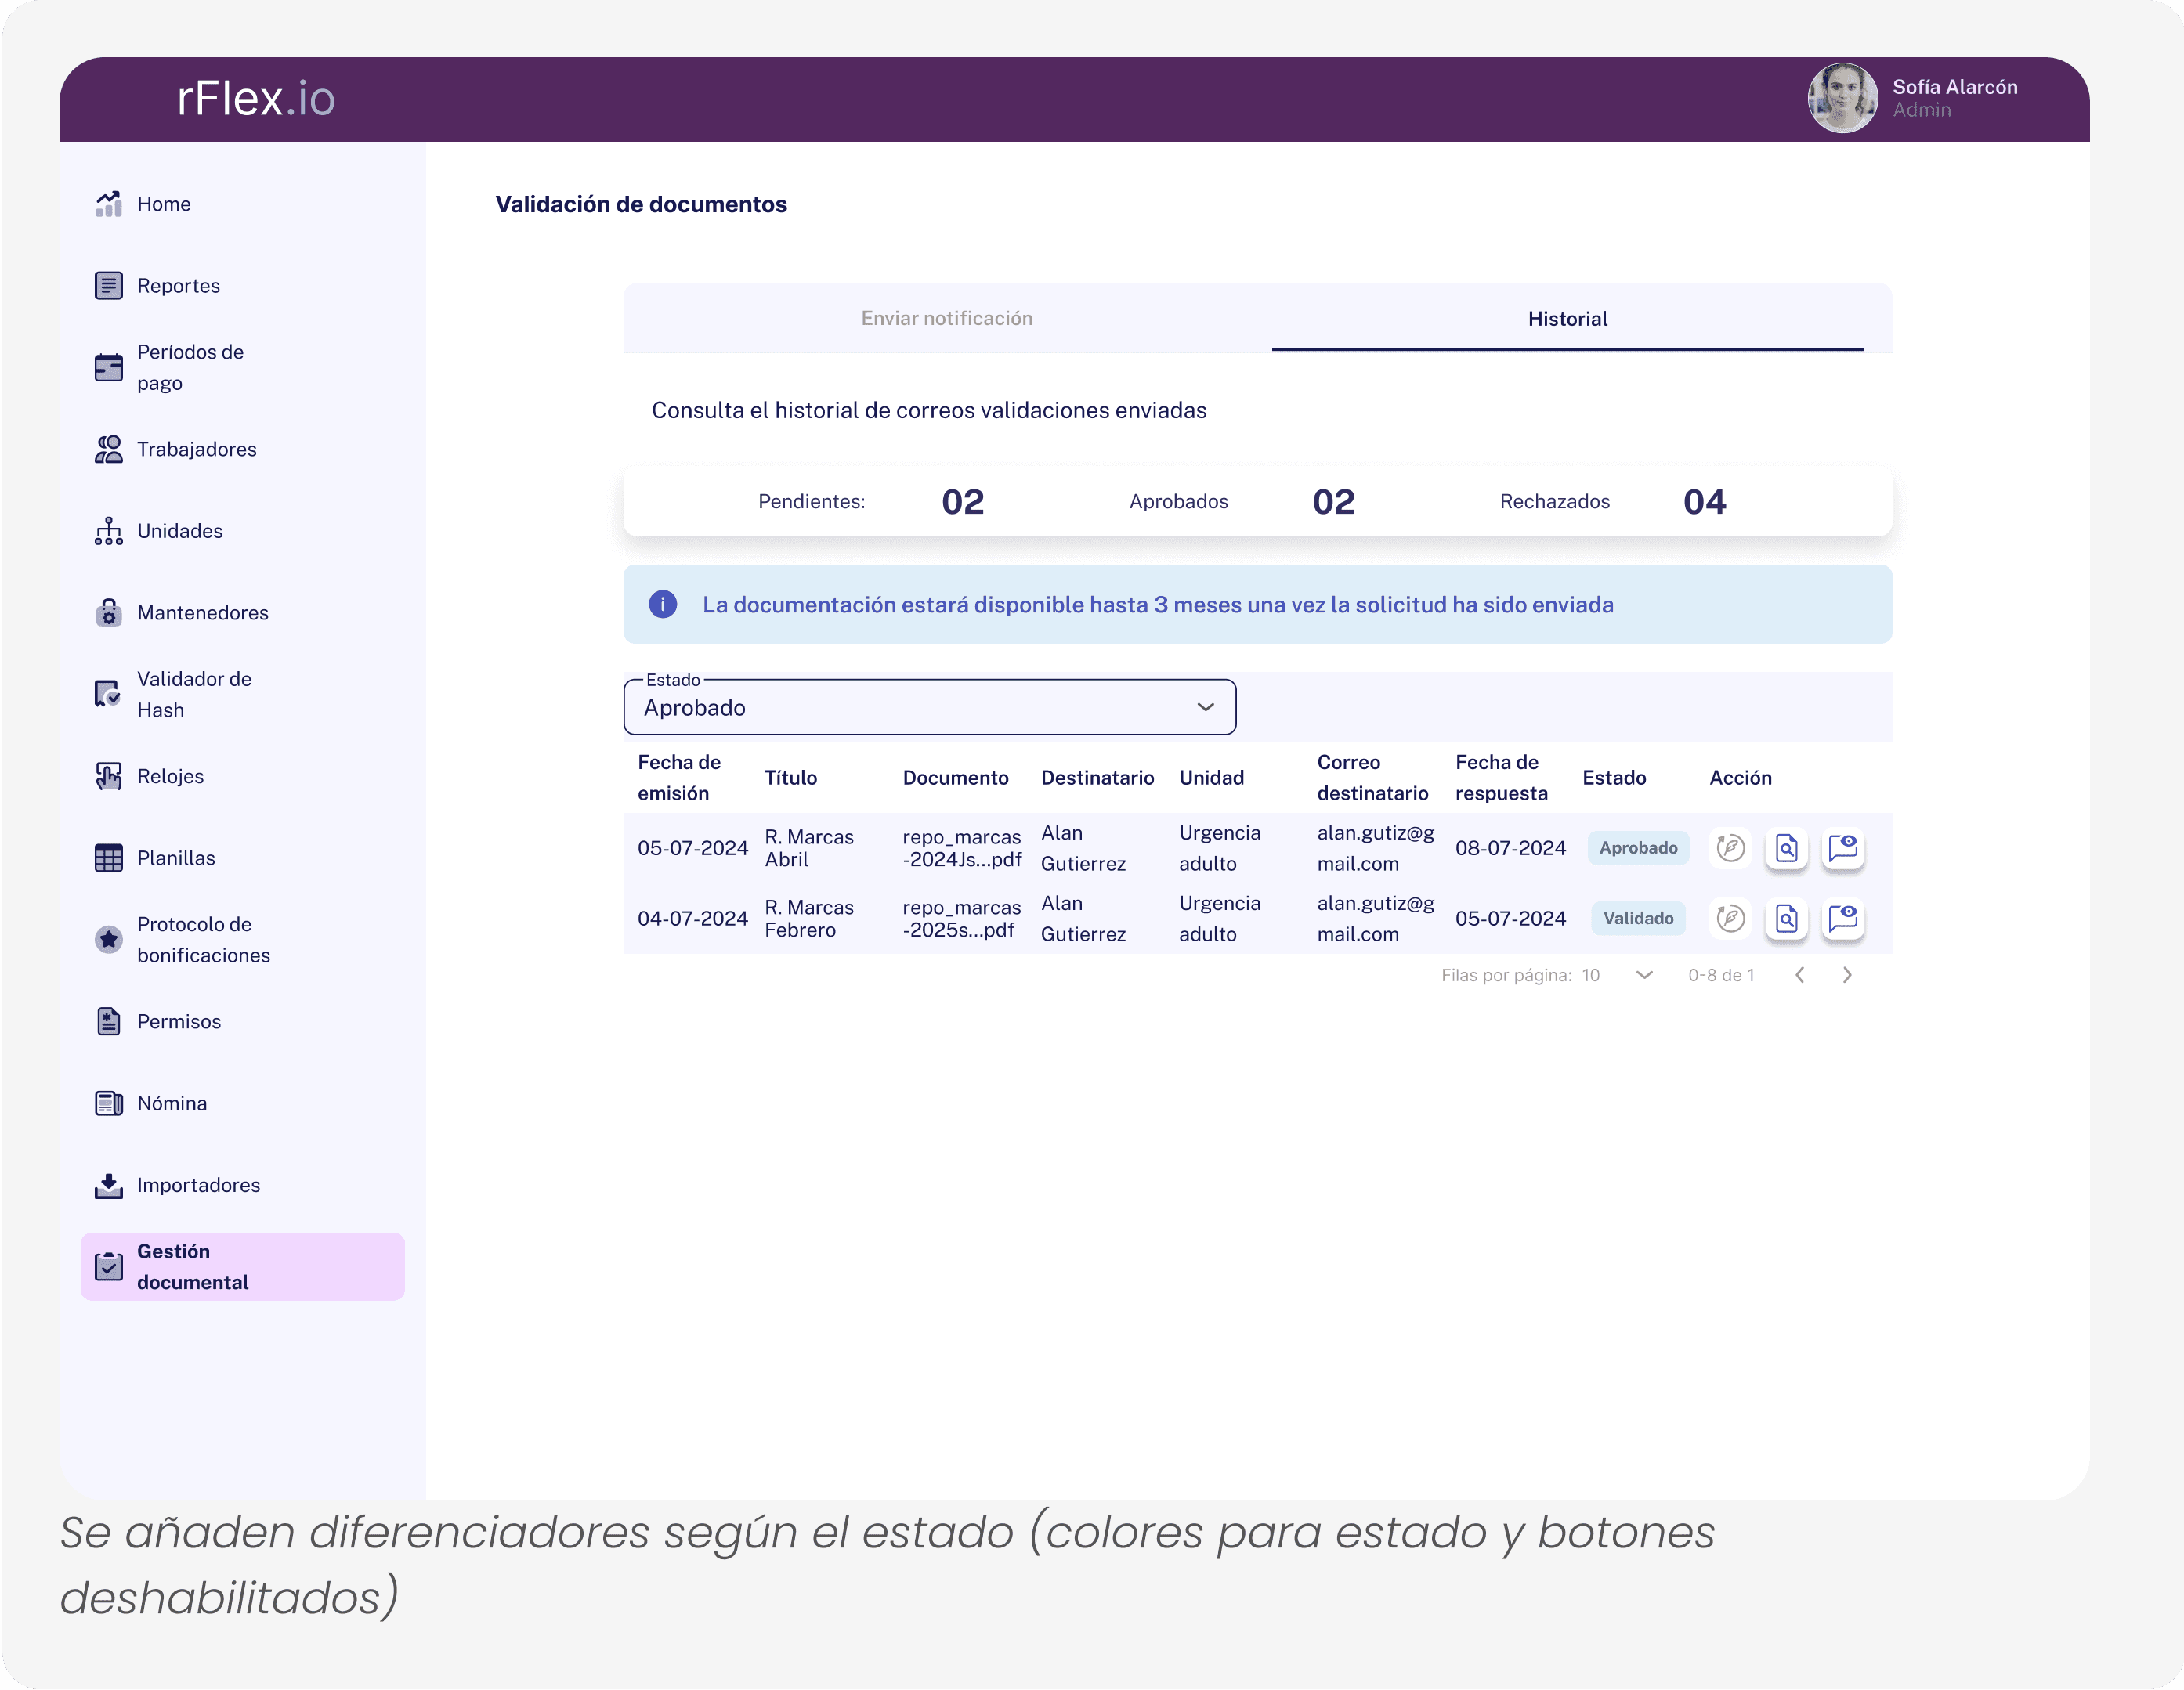 rFlex.io
Sofía Alarcón
Admin
Home
Reportes
Períodos de
pago
Trabajadores
Unidades
Mantenedores
Validador de
Hash
Relojes
Planillas
Protocolo de
bonificaciones
Permisos
Nómina
Importadores
Gestión
documental
Validación de documentos
Enviar notificación
Historial
Consulta el historial de correos validaciones enviadas
Pendientes: 02 Aprobados 02 Rechazados 04
i La documentación estará disponible hasta 3 meses una vez la solicitud ha sido enviada
Estado
Aprobado
Fecha de
emisión
Título
Documento
Destinatario
Unidad
Correo
destinatario
Fecha de
respuesta
Estado
Acción
05-07-2024
R. Marcas
Abril
repo_marcas
-2024Js...pdf
Alan
Gutierrez
Urgencia
adulto
alan.gutiz@g
mail.com
08-07-2024
Aprobado
04-07-2024
R. Marcas
Febrero
repo_marcas
-2025s...pdf
Alan
Gutierrez
Urgencia
adulto
alan.gutiz@g
mail.com
05-07-2024
Validado
Filas por página: 10 0-8 de 1
Se añaden diferenciadores según el estado (colores para estado y botones
deshabilitados)